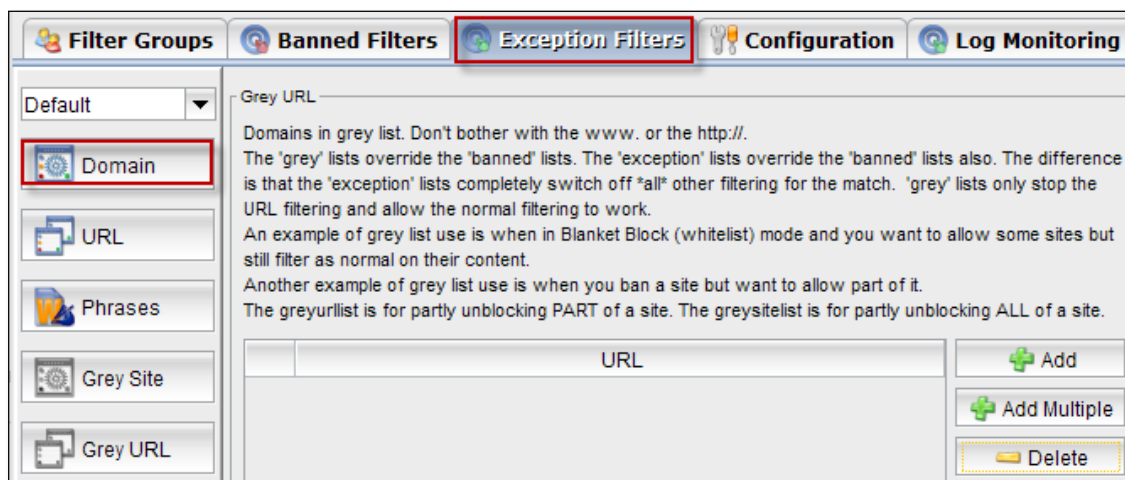 Filter Groups Banned Filters Exception Filters Configuration Log Monitoring
Default
Domain
URL
Phrases
Grey Site
Grey URL
Grey URL
Domains in grey list. Don't bother with the www. or the http://.
The 'grey' lists override the 'banned' lists. The 'exception' lists override the 'banned' lists also. The difference
is that the 'exception' lists completely switch off *all* other filtering for the match. 'grey' lists only stop the
URL filtering and allow the normal filtering to work.
An example of grey list use is when in Blanket Block (whitelist) mode and you want to allow some sites but
still filter as normal on their content.
Another example of grey list use is when you ban a site but want to allow part of it.
The greyurllist is for partly unblocking PART of a site. The greysitelist is for partly unblocking ALL of a site.
URL
Add
Add Multiple
Delete